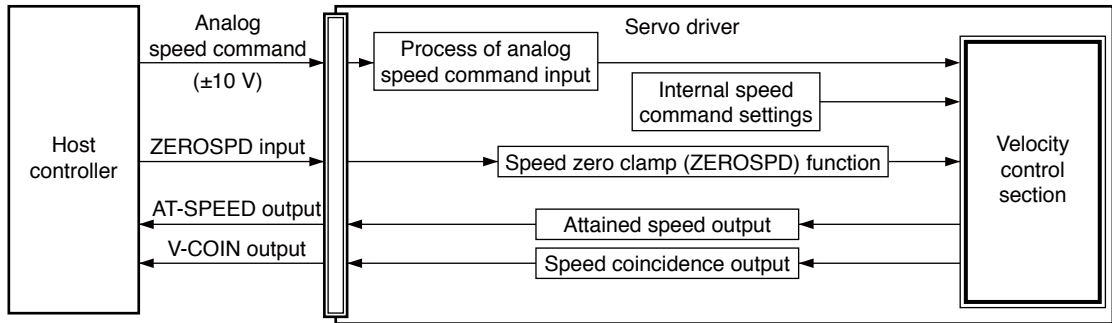 Servo driver
Analog
speed command
(±10 V)
Process of analog
speed command input
Internal speed
command settings
Host
controller
ZEROSPD input
Speed zero clamp (ZEROSPD) function
Velocity
control
section
AT-SPEED output
Attained speed output
V-COIN output
Speed coincidence output